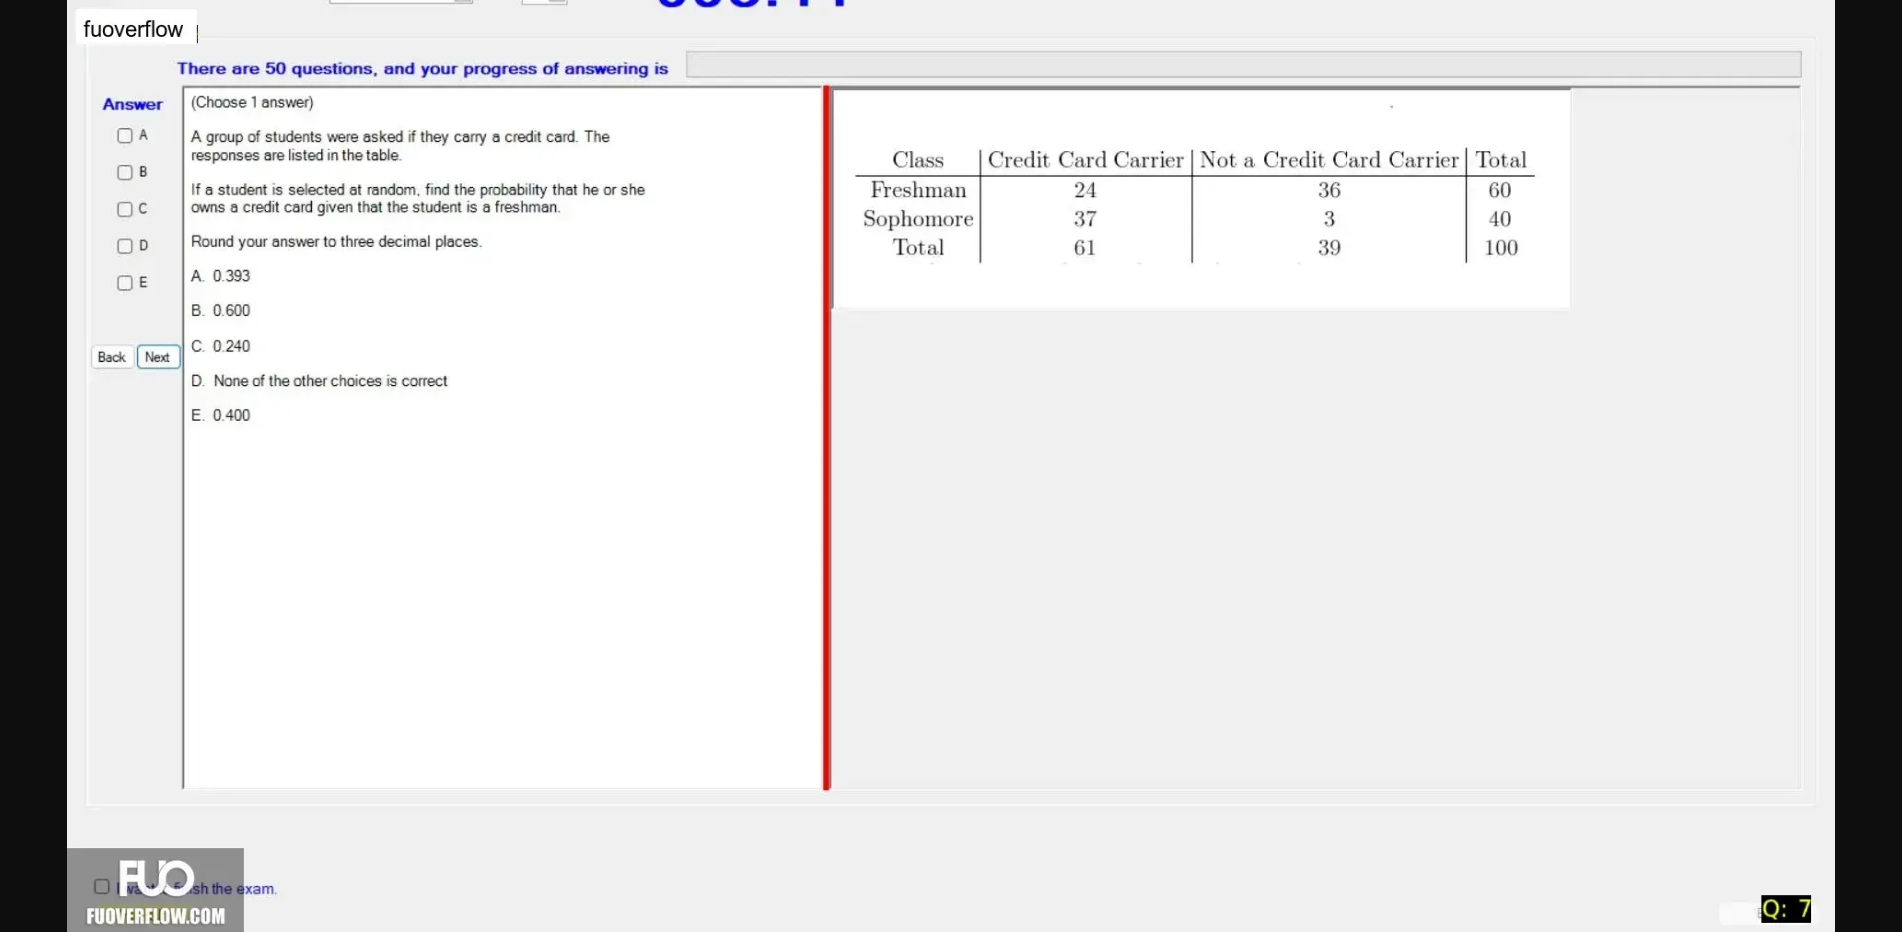 fuoverflow
There are 50 questions, and your progress of answering is
Answer
A
B
C
D
E
Back Next
(Choose 1 answer)
A group of students were asked if they carry a credit card. The
responses are listed in the table.
If a student is selected at random, find the probability that he or she
owns a credit card given that the student is a freshman.
Round your answer to three decimal places.
A. 0.393
B. 0.600
C. 0.240
D. None of the other choices is correct
E. 0.400
Class Credit Card Carrier Not a Credit Card Carrier Total
Freshman 24 36 60
Sophomore 37 3 40
Total 61 39 100
FUO
the exam.
FUOVERFLOW.COM
Q: 7